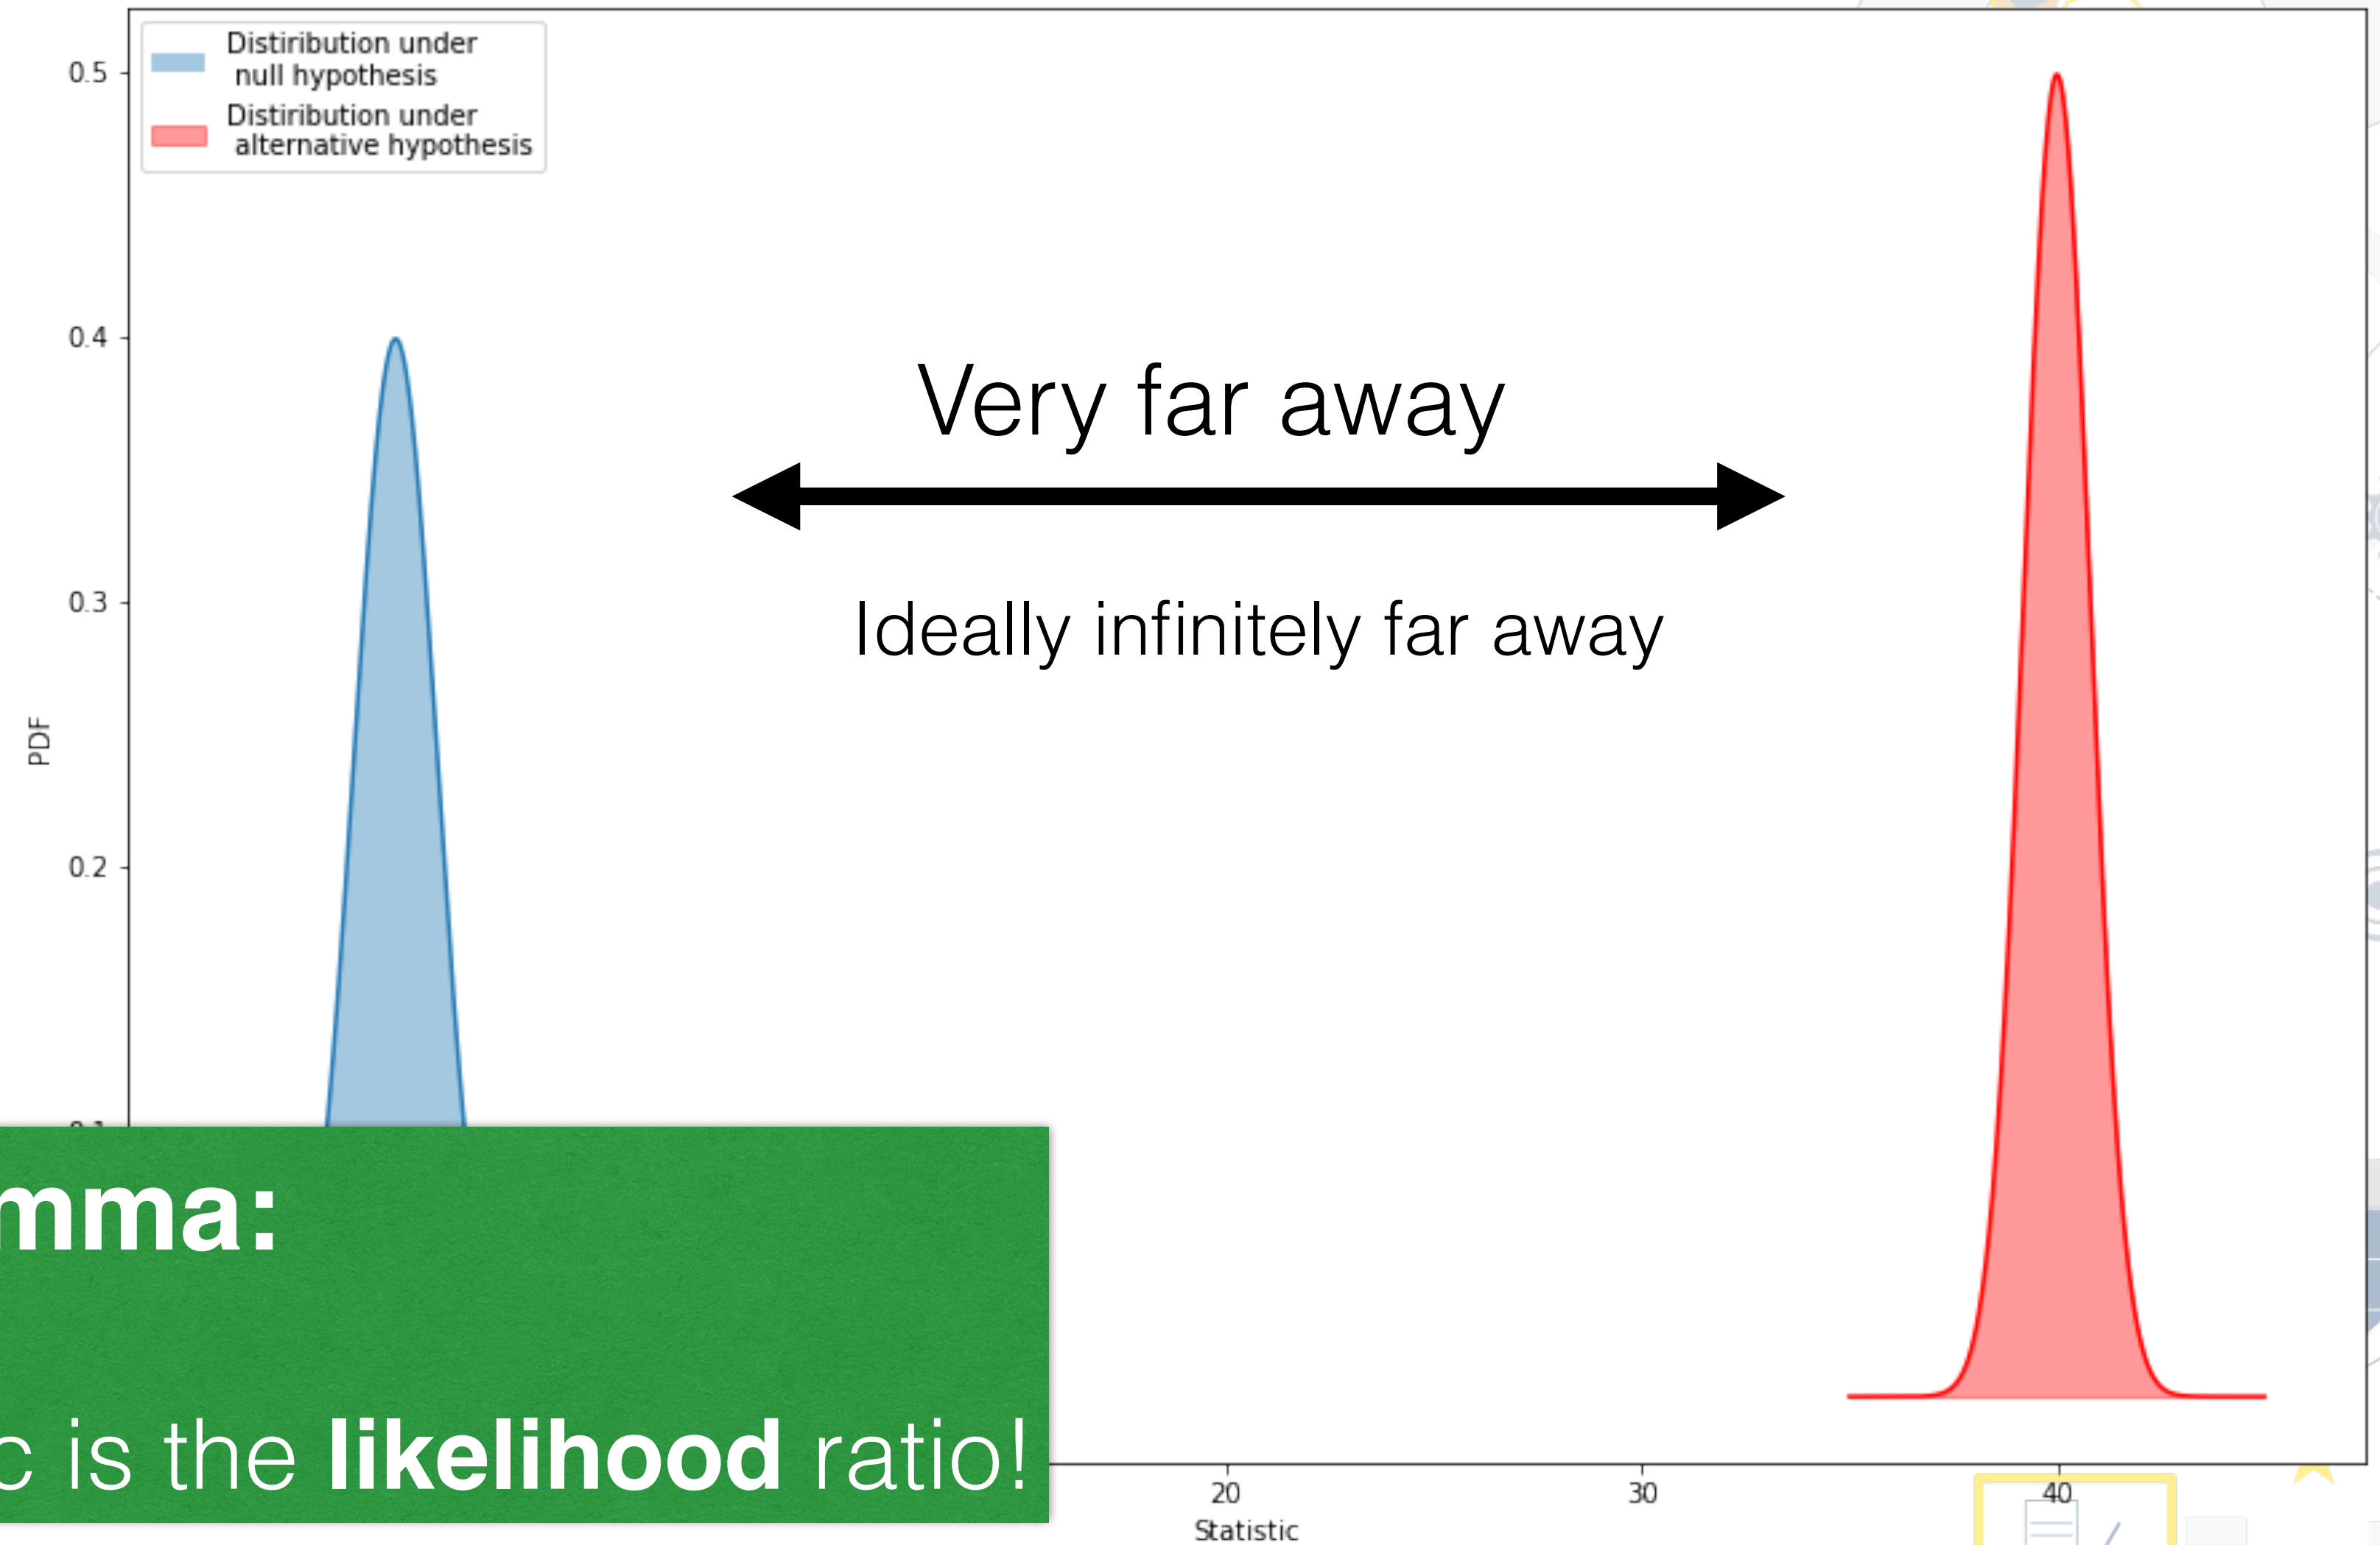 Distiribution under
null hypothesis
Distiribution under
alternative hypothesis
0.5
0.4
0.3
0.2
PDF
Very far away
Ideally infinitely far away
mma:
c is the likelihood ratio!
20
30
40
Statistic